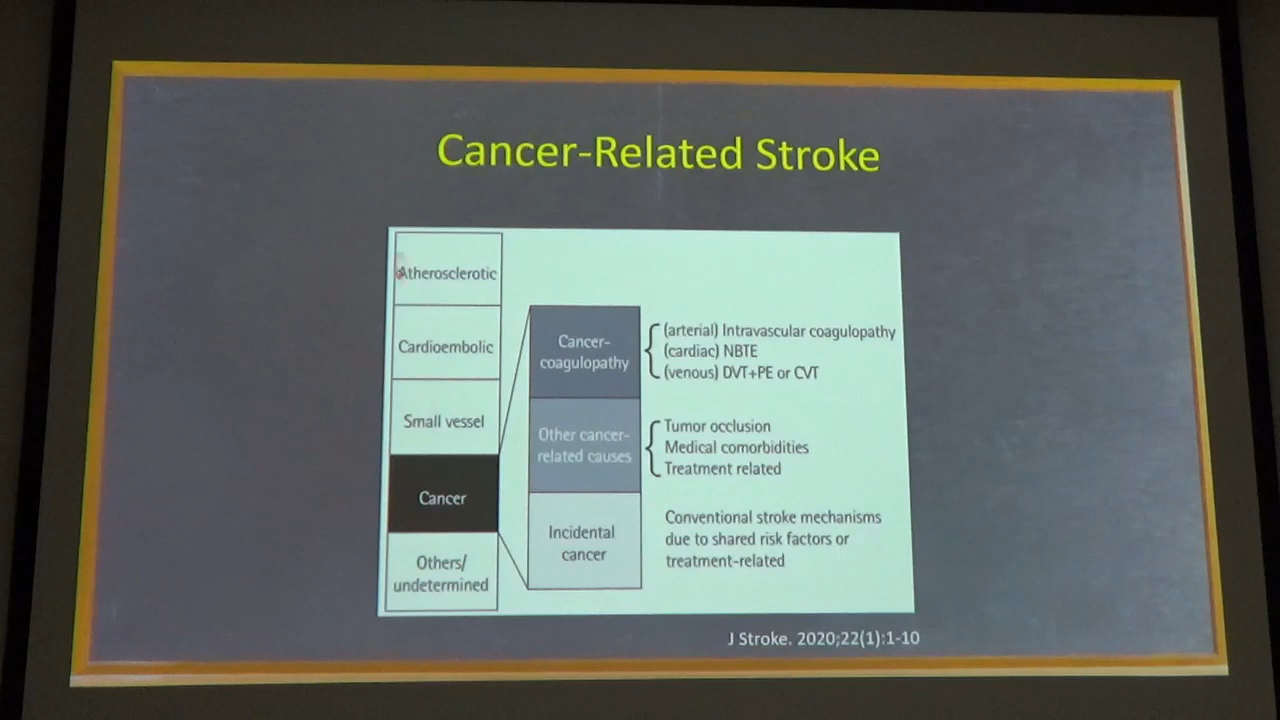 Cancer-Related Stroke
Atherosclerotic
Cardioembolic
Small vessel
Cancer
Others/
undetermined
Cancer-
coagulopathy
Other cancer-
related causes
Incidental
cancer
(arterial) Intravascular coagulopathy
(cardiac) NBTE
(venous) DVT+PE or CVT
Tumor occlusion
Medical comorbidities
Treatment related
Conventional stroke mechanisms
due to shared risk factors or
treatment-related
J Stroke. 2020;22(1):1-10